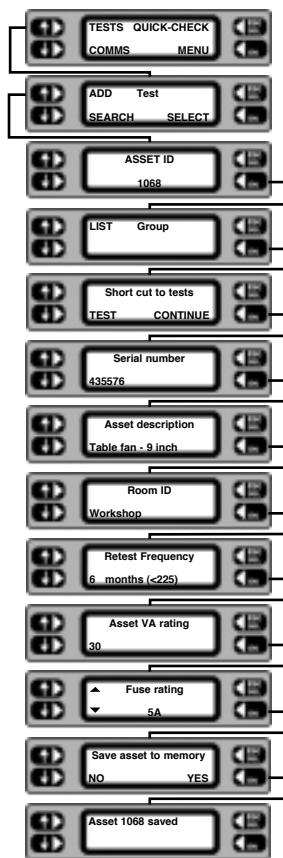 TESTS QUICK-CHECK
COMMS MENU
ADD Test
SEARCH SELECT
ASSET ID
1068
LIST Group
Short cut to tests
TEST CONTINUE
Serial number
435576
Asset description
Table fan - 9 inch
Room ID
Workshop
Retest Frequency
6 months (<225)
Asset VA rating
30
Fuse rating
5A
Save asset to memory
NO YES
Asset 1068 saved